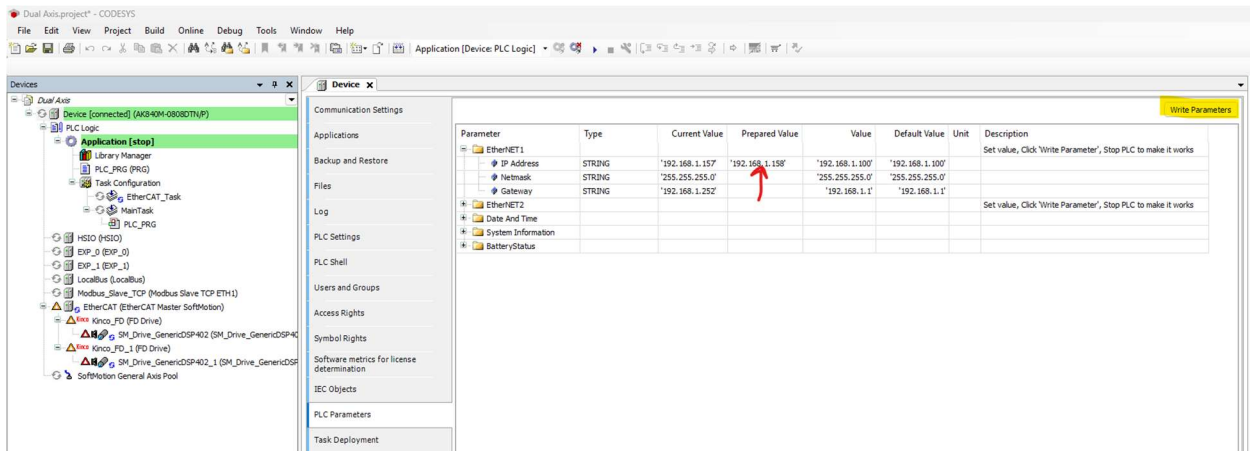 Dual Axis.project* - CODESYS
File Edit View Project Build Online Debug Tools Window Help
Application [Device: PLC Logic]
Devices
Dual Axis
Device [connected] (AK840M-0808DTN/P)
PLC Logic
Application [stop]
Library Manager
PLC_PRG (PRG)
Task Configuration
EtherCAT_Task
MainTask
PLC_PRG
HSIO (HSIO)
EXP_0 (EXP_0)
EXP_1 (EXP_1)
LocalBus (LocalBus)
Modbus_Slave_TCP (Modbus Slave TCP ETH1)
EtherCAT (EtherCAT Master SoftMotion)
Kinco Kinco_FD (FD Drive)
SM_Drive_GenericDSP402 (SM_Drive_GenericDSP40
Kinco Kinco_FD_1 (FD Drive)
SM_Drive_GenericDSP402_1 (SM_Drive_GenericDSP
SoftMotion General Axis Pool
Device
Communication Settings
Applications
Backup and Restore
Files
Log
PLC Settings
PLC Shell
Users and Groups
Access Rights
Symbol Rights
Software metrics for license
determination
IEC Objects
PLC Parameters
Task Deployment
Write Parameters
Parameter Type Current Value Prepared Value Value Default Value Unit Description
EtherNET1 Set value, Click 'Write Parameter', Stop PLC to make it works
IP Address STRING '192.168.1.157' '192.168.1.158' '192.168.1.100' '192.168.1.100'
Netmask STRING '255.255.255.0' '255.255.255.0' '255.255.255.0'
Gateway STRING '192.168.1.252' '192.168.1.1' '192.168.1.1'
EtherNET2 Set value, Click 'Write Parameter', Stop PLC to make it works
Date And Time
System Information
BatteryStatus